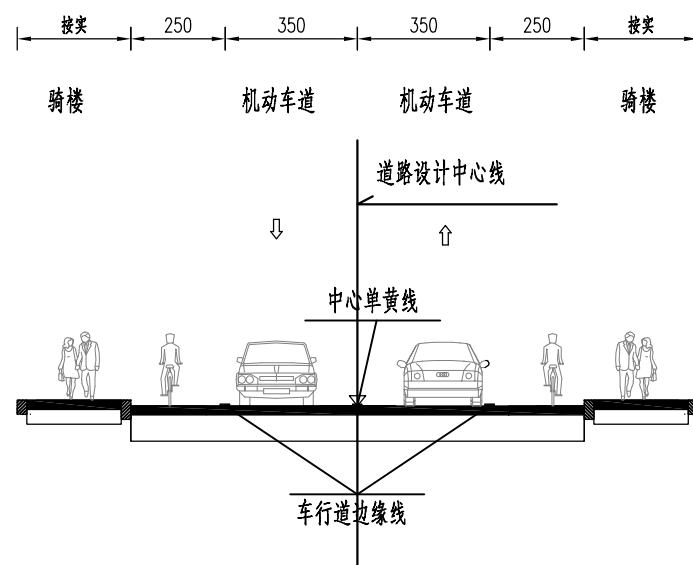 按实 250 350 350 250 按实
骑楼 机动车道 机动车道 骑楼
道路设计中心线
中心单黄线
车行道边缘线